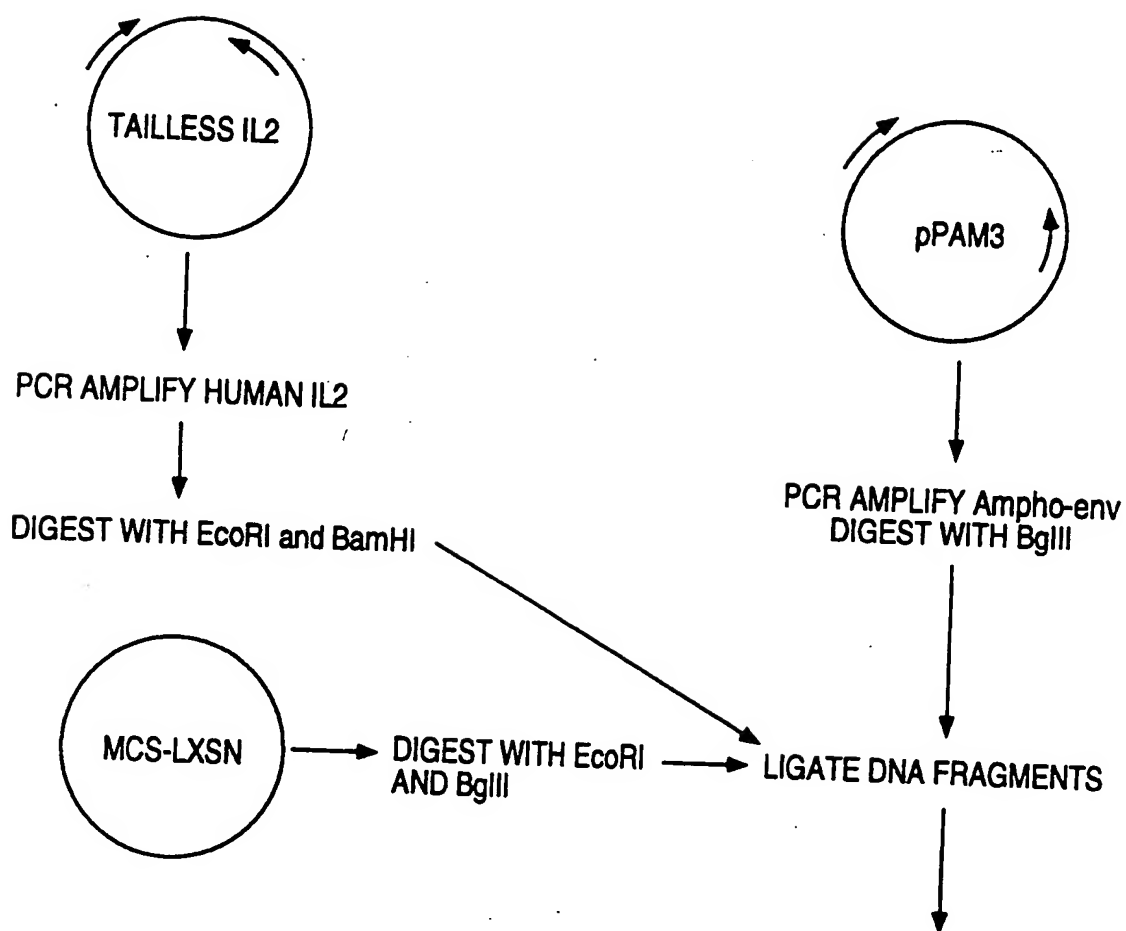 TAILLESS IL2
pPAM3
PCR AMPLIFY HUMAN IL2
DIGEST WITH EcoRI and BamHI
PCR AMPLIFY Ampho-env
DIGEST WITH BglII
MCS-LXSN
DIGEST WITH EcoRI
AND BglII
LIGATE DNA FRAGMENTS